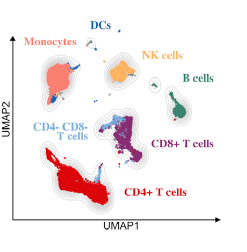 DCs
Monocytes
NK cells
B cells
CD4- CD8-
T cells
CD8+ T cells
CD4+ T cells
UMAP2
UMAP1